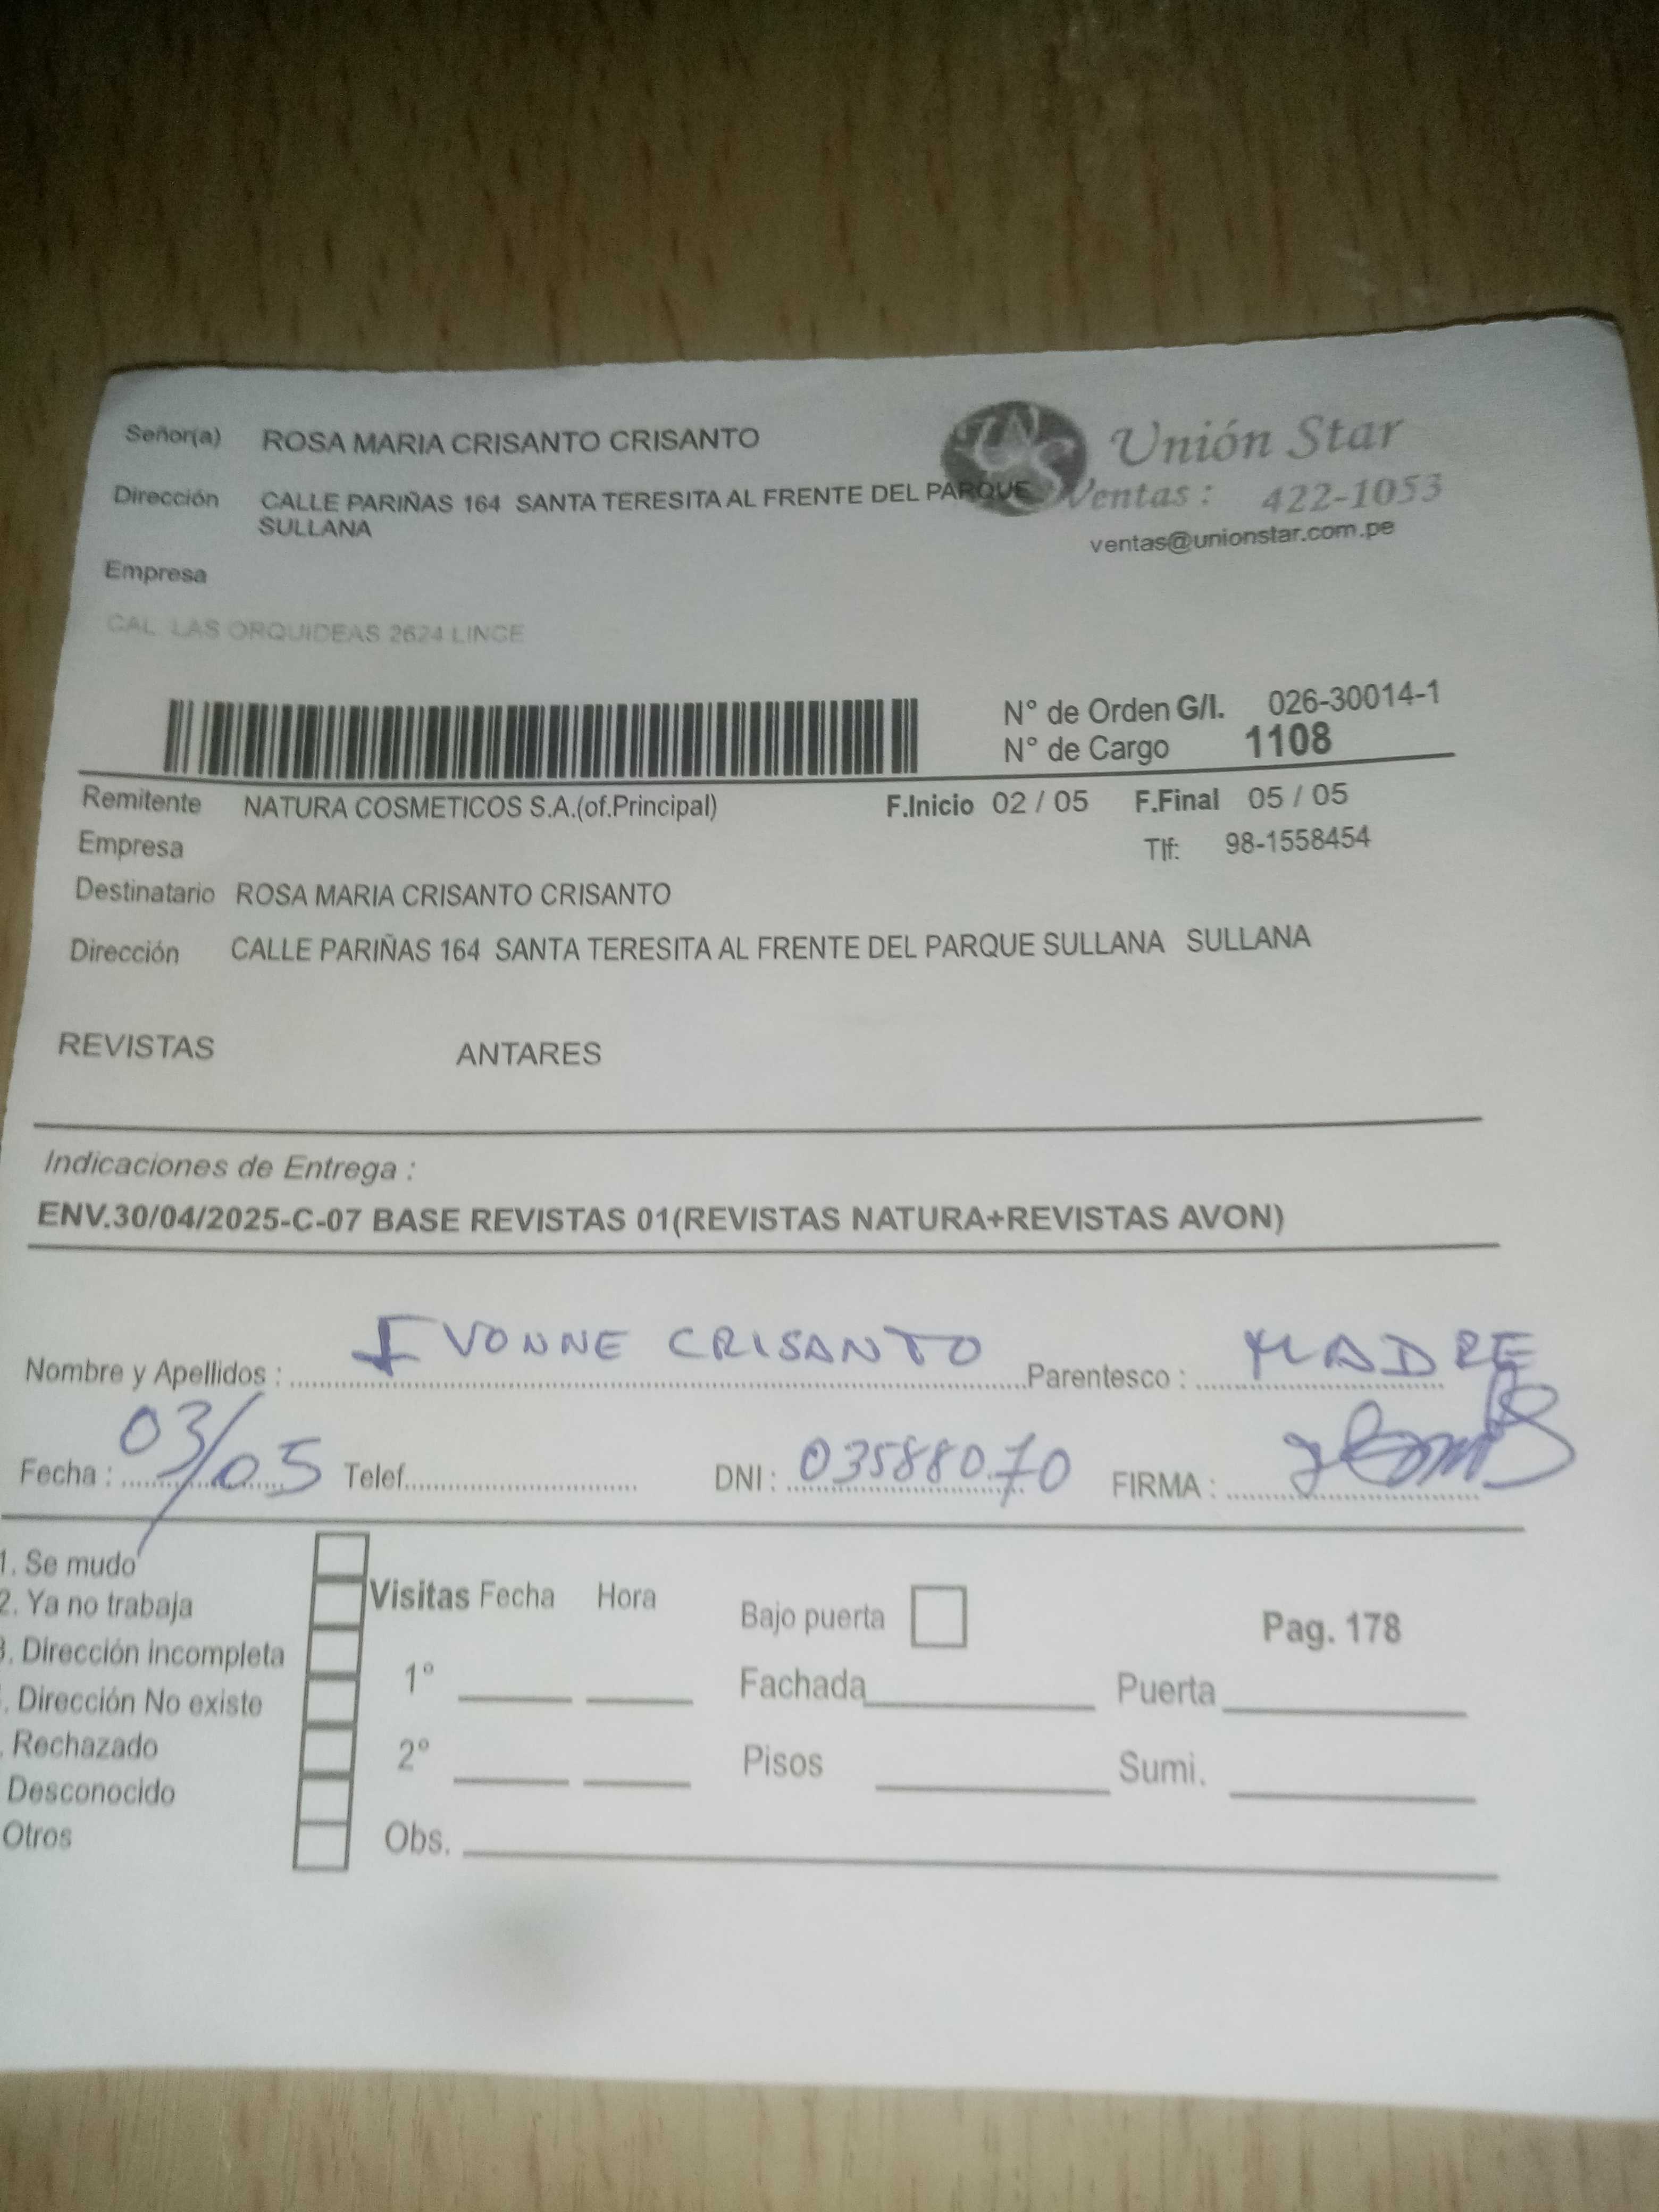 Señor(a) ROSA MARIA CRISANTO CRISANTO
Unión Star
Dirección CALLE PARIÑAS 164 SANTA TERESITA AL FRENTE DEL PARQUE
SULLANA
Ventas : 422-1053
ventas@unionstar.com.pe
Empresa
CAL. LAS ORQUIDEAS 2624 LINCE
N° de Orden G/I. 026-30014-1
N° de Cargo 1108
Remitente NATURA COSMETICOS S.A.(of.Principal) F.Inicio 02 / 05 F.Final 05 / 05
Empresa Tlf: 98-1558454
Destinatario ROSA MARIA CRISANTO CRISANTO
Dirección CALLE PARIÑAS 164 SANTA TERESITA AL FRENTE DEL PARQUE SULLANA SULLANA
REVISTAS ANTARES
Indicaciones de Entrega :
ENV.30/04/2025-C-07 BASE REVISTAS 01(REVISTAS NATURA+REVISTAS AVON)
Nombre y Apellidos : IVONNE CRISANTO Parentesco : MADRE
Fecha : 03/05 Telef. DNI : 03588070 FIRMA :
1. Se mudo
2. Ya no trabaja
3. Dirección incompleta
. Dirección No existe
. Rechazado
Desconocido
Otros
Visitas Fecha Hora
1°
2°
Obs.
Bajo puerta
Pag. 178
Fachada Puerta
Pisos Sumi.